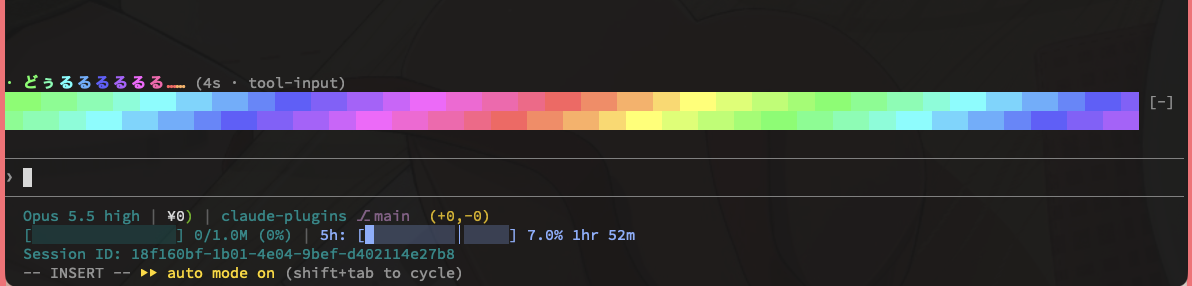 · どぅるるるるるる…… (4s · tool-input)
[-]
›
Opus 5.5 high | ¥0) | claude-plugins ⎇main (+0,-0)
[ ] 0/1.0M (0%) | 5h: [ | ] 7.0% 1hr 52m
Session ID: 18f160bf-1b01-4e04-9bef-d402114e27b8
-- INSERT -- ⏵⏵ auto mode on (shift+tab to cycle)